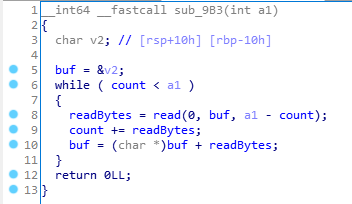 1 __int64 __fastcall sub_9B3(int a1)
2 {
3 char v2; // [rsp+10h] [rbp-10h]
4
5 buf = &v2;
6 while ( count < a1 )
7 {
8 readBytes = read(0, buf, a1 - count);
9 count += readBytes;
10 buf = (char *)buf + readBytes;
11 }
12 return 0LL;
13 }